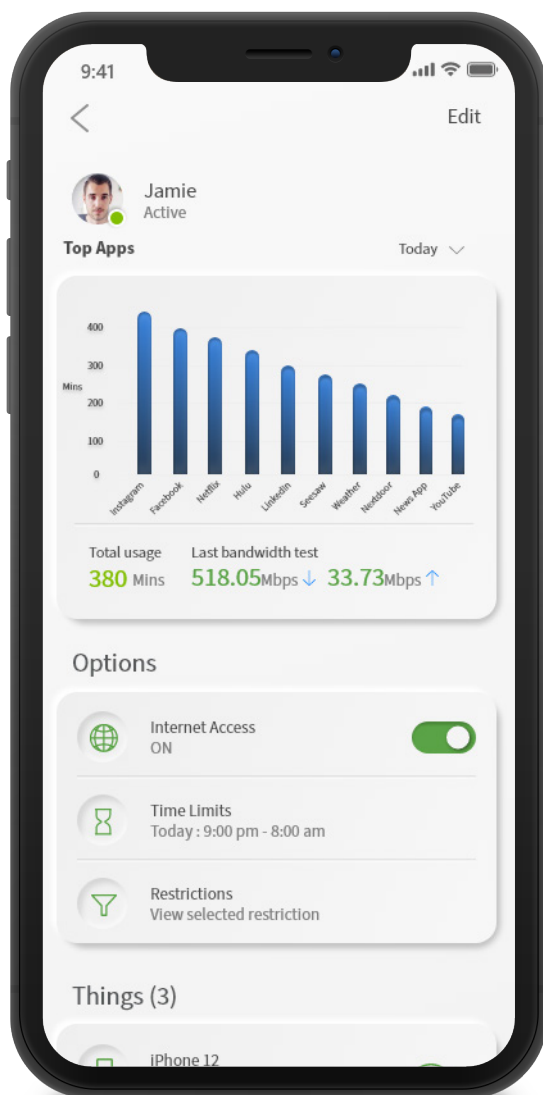 9:41
Edit
Jamie
Active
Top Apps
Today
400
300
Mins
200
100
0
Instagram
Facebook
Netflix
Hulu
Linkedin
Seesaw
Weather
Nextdoor
News App
YouTube
Total usage
Last bandwidth test
380 Mins
518.05Mbps ↓ 33.73Mbps ↑
Options
Internet Access
ON
Time Limits
Today : 9:00 pm - 8:00 am
Restrictions
View selected restriction
Things (3)
iPhone 12